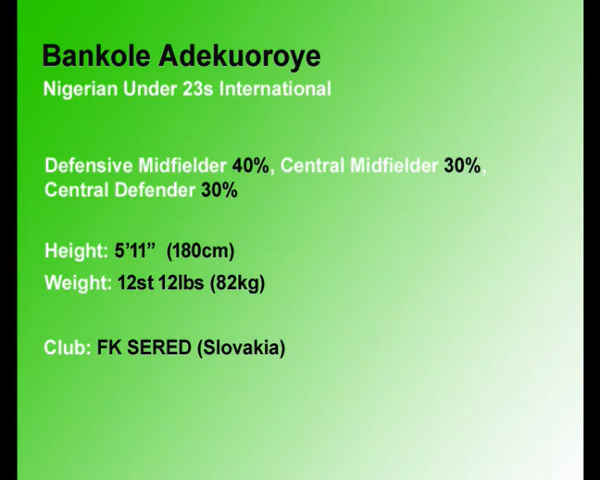 Bankole Adekuoroye
Nigerian Under 23s International
Defensive Midfielder 40%, Central Midfielder 30%,
Central Defender 30%
Height: 5’11” (180cm)
Weight: 12st 12lbs (82kg)
Club: FK SERED (Slovakia)